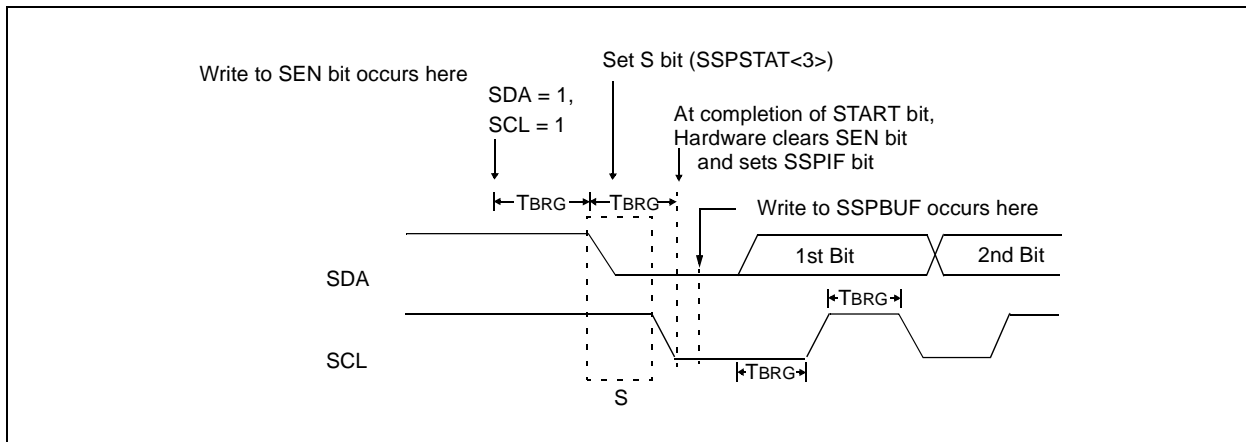 Write to SEN bit occurs here
Set S bit (SSPSTAT<3>)
SDA = 1,
SCL = 1
At completion of START bit,
Hardware clears SEN bit
and sets SSPIF bit
TBRG
TBRG
Write to SSPBUF occurs here
SDA
1st Bit
2nd Bit
TBRG
SCL
TBRG
S